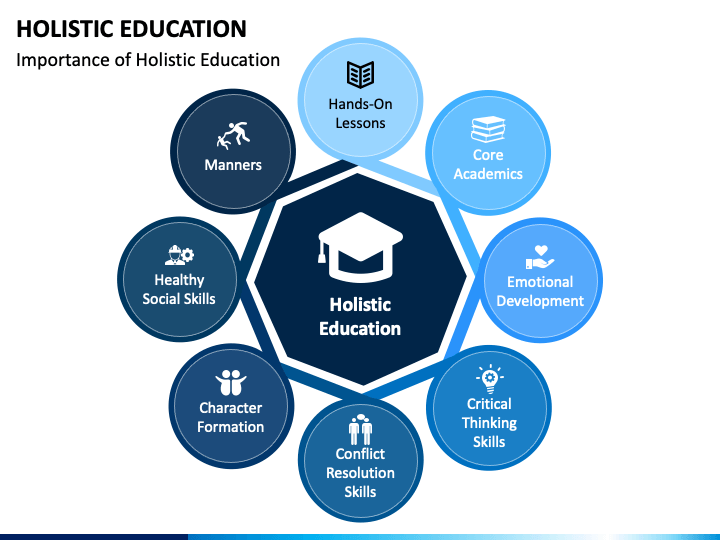 HOLISTIC EDUCATION
Importance of Holistic Education
Hands-On
Lessons
Core
Academics
Emotional
Development
Critical
Thinking
Skills
Conflict
Resolution
Skills
Character
Formation
Healthy
Social Skills
Manners
Holistic
Education